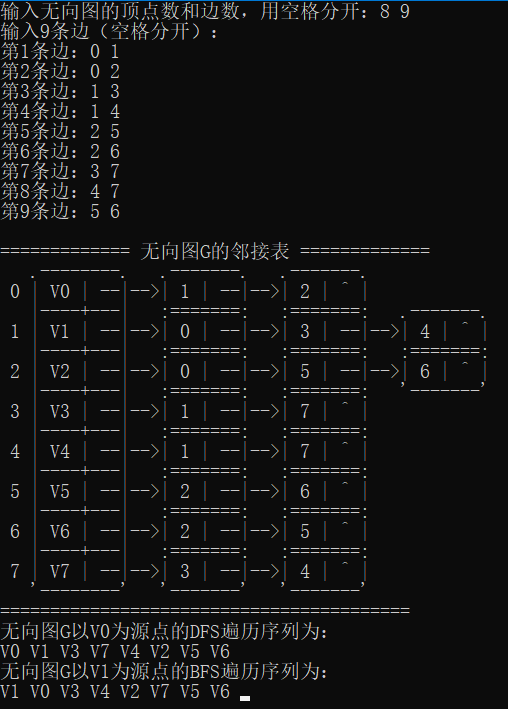 输入无向图的顶点数和边数，用空格分开：8 9
输入9条边（空格分开）：
第1条边：0 1
第2条边：0 2
第3条边：1 3
第4条边：1 4
第5条边：2 5
第6条边：2 6
第7条边：3 7
第8条边：4 7
第9条边：5 6
============= 无向图G的邻接表 =============
   .--------.   .-------.   .-------.
 0 | V0 | --|-->| 1 | --|-->| 2 | ^ |
   |----+---|   :=======:   :=======:   .-------.
 1 | V1 | --|-->| 0 | --|-->| 3 | --|-->| 4 | ^ |
   |----+---|   :=======:   :=======:   :=======:
 2 | V2 | --|-->| 0 | --|-->| 5 | --|-->| 6 | ^ |
   |----+---|   :=======:   :=======:   '-------'
 3 | V3 | --|-->| 1 | --|-->| 7 | ^ |
   |----+---|   :=======:   :=======:
 4 | V4 | --|-->| 1 | --|-->| 7 | ^ |
   |----+---|   :=======:   :=======:
 5 | V5 | --|-->| 2 | --|-->| 6 | ^ |
   |----+---|   :=======:   :=======:
 6 | V6 | --|-->| 2 | --|-->| 5 | ^ |
   |----+---|   :=======:   :=======:
 7 | V7 | --|-->| 3 | --|-->| 4 | ^ |
   '--------'   '-------'   '-------'
=========================================
无向图G以V0为源点的DFS遍历序列为：
V0 V1 V3 V7 V4 V2 V5 V6
无向图G以V1为源点的BFS遍历序列为：
V1 V0 V3 V4 V2 V7 V5 V6